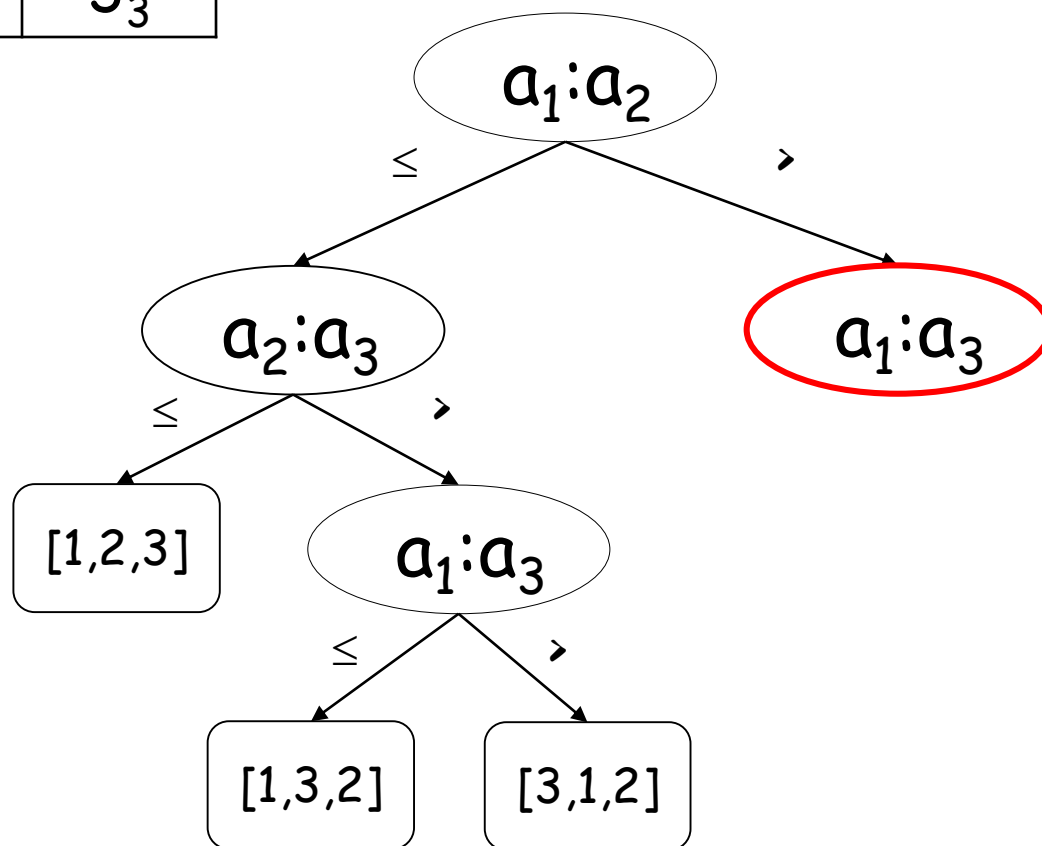 a₁:a₂
≤ >
a₂:a₃ a₁:a₃
≤ >
[1,2,3] a₁:a₃
≤ >
[1,3,2] [3,1,2]